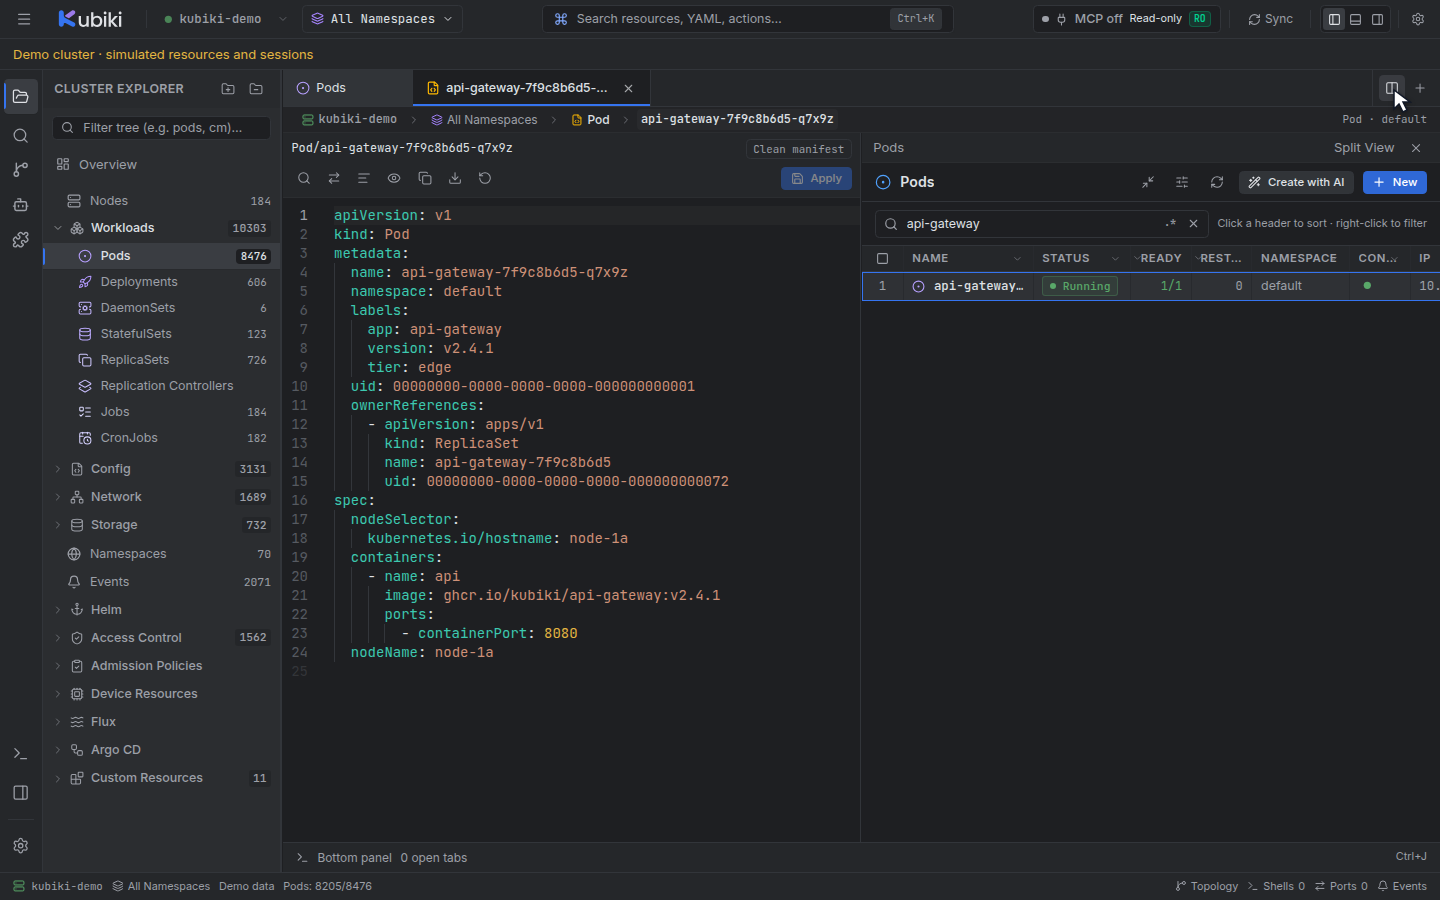 Kubiki
kubiki-demo
All Namespaces
Search resources, YAML, actions...
Ctrl+K
MCP off Read-only RO
Sync
Demo cluster · simulated resources and sessions
CLUSTER EXPLORER
Filter tree (e.g. pods, cm)...
Overview
Nodes 184
Workloads 10303
Pods 8476
Deployments 606
DaemonSets 6
StatefulSets 123
ReplicaSets 726
Replication Controllers
Jobs 184
CronJobs 182
Config 3131
Network 1689
Storage 732
Namespaces 70
Events 2071
Helm
Access Control 1562
Admission Policies
Device Resources
Flux
Argo CD
Custom Resources 11
Pods
api-gateway-7f9c8b6d5-...
kubiki-demo
All Namespaces
Pod
api-gateway-7f9c8b6d5-q7x9z
Pod · default
Pod/api-gateway-7f9c8b6d5-q7x9z
Clean manifest
Apply
1 apiVersion: v1
2 kind: Pod
3 metadata:
4 name: api-gateway-7f9c8b6d5-q7x9z
5 namespace: default
6 labels:
7 app: api-gateway
8 version: v2.4.1
9 tier: edge
10 uid: 00000000-0000-0000-0000-000000000001
11 ownerReferences:
12 - apiVersion: apps/v1
13 kind: ReplicaSet
14 name: api-gateway-7f9c8b6d5
15 uid: 00000000-0000-0000-0000-000000000072
16 spec:
17 nodeSelector:
18 kubernetes.io/hostname: node-1a
19 containers:
20 - name: api
21 image: ghcr.io/kubiki/api-gateway:v2.4.1
22 ports:
23 - containerPort: 8080
24 nodeName: node-1a
25
Pods
Split View
Pods
Create with AI
New
api-gateway
.*
Click a header to sort · right-click to filter
NAME STATUS READY REST... NAMESPACE CON... IP
1 api-gateway... Running 1/1 0 default 10.
Bottom panel 0 open tabs
Ctrl+J
kubiki-demo All Namespaces Demo data Pods: 8205/8476
Topology Shells 0 Ports 0 Events